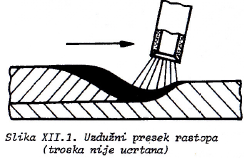 Slika XII.1. Uzdužni presek rastopa
(troska nije ucrtana)